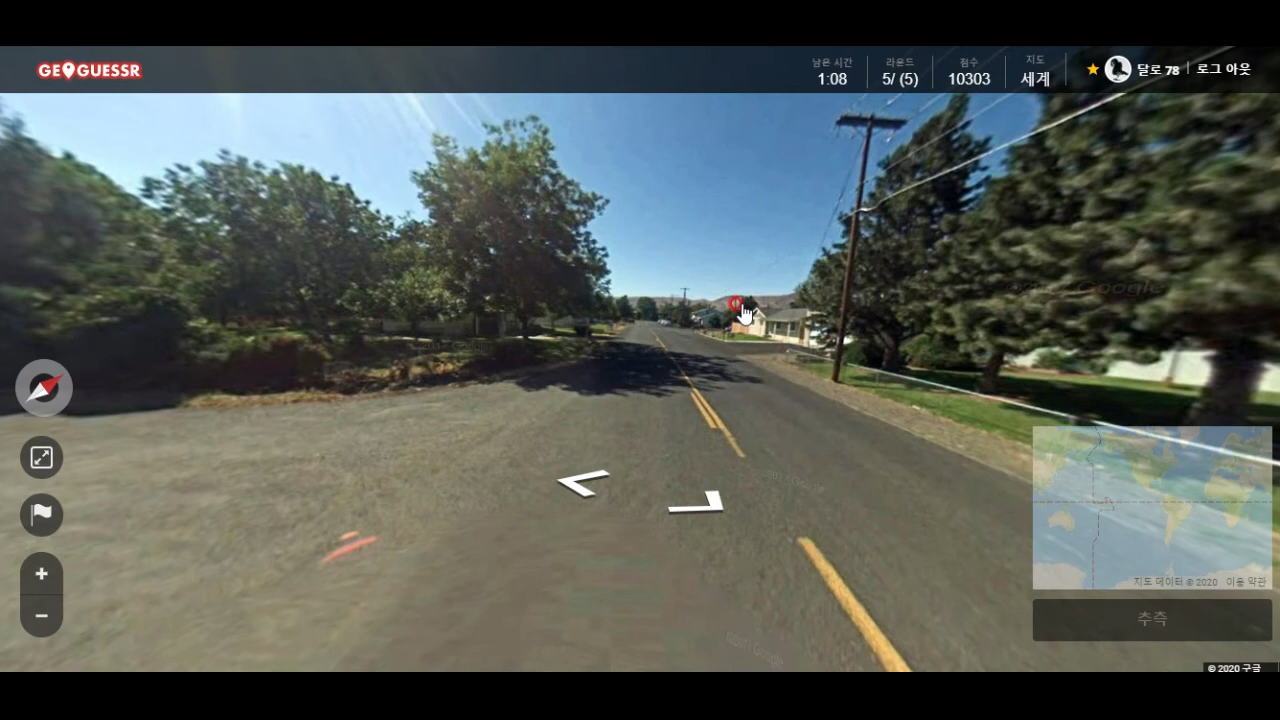 GEOGUESSR
남은 시간
1:08
라운드
5/ (5)
점수
10303
지도
세계
달로 78
로그 아웃
지도 데이터 © 2020 이용 약관
추측
© 2020 구글